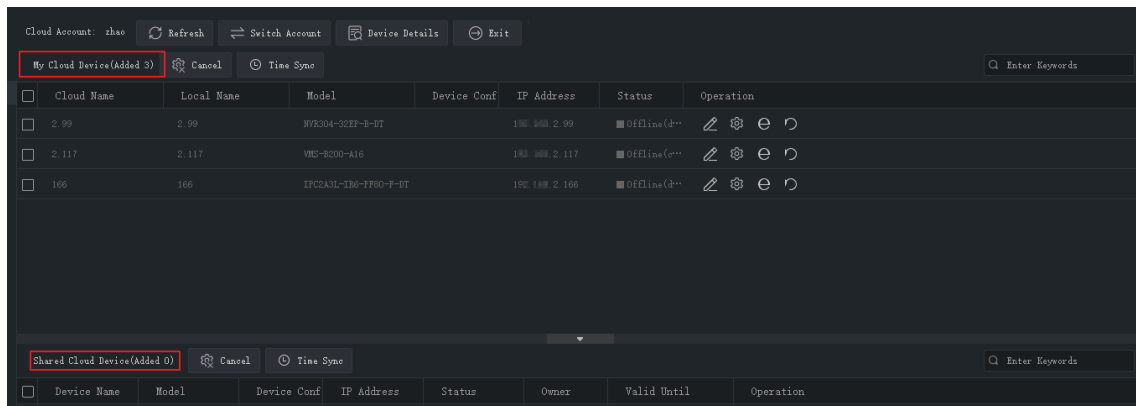 Cloud Account: zhao Refresh Switch Account Device Details Exit
My Cloud Device(Added 3) Cancel Time Sync Enter Keywords
Cloud Name Local Name Model Device Conf IP Address Status Operation
2.99 2.99 NVR304-32EP-B-DT 2.99 Offline(d...
2.117 2.117 VMS-B200-A16 2.117 Offline(c...
166 166 IPC2A3L-IR6-PF80-F-DT 2.166 Offline(d...
Shared Cloud Device(Added 0) Cancel Time Sync Enter Keywords
Device Name Model Device Conf IP Address Status Owner Valid Until Operation